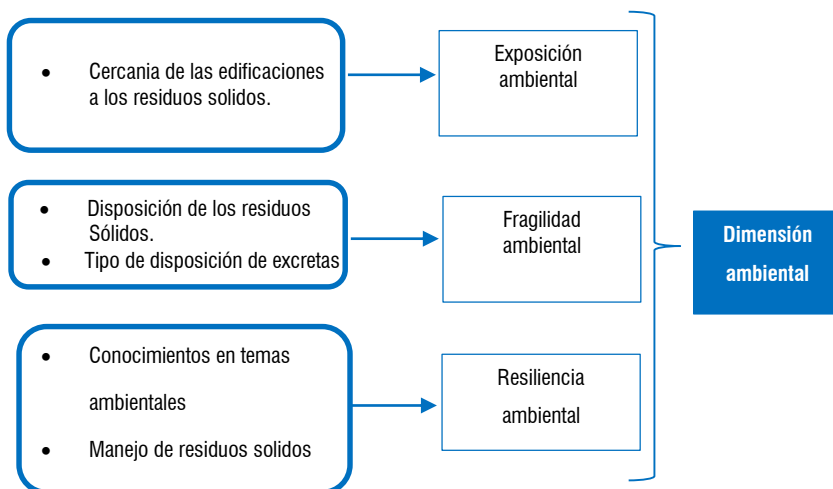 • Cercania de las edificaciones
a los residuos solidos.
Exposición
ambiental
• Disposición de los residuos
Sólidos.
• Tipo de disposición de excretas
Fragilidad
ambiental
• Conocimientos en temas
ambientales
• Manejo de residuos solidos
Resiliencia
ambiental
Dimensión
ambiental